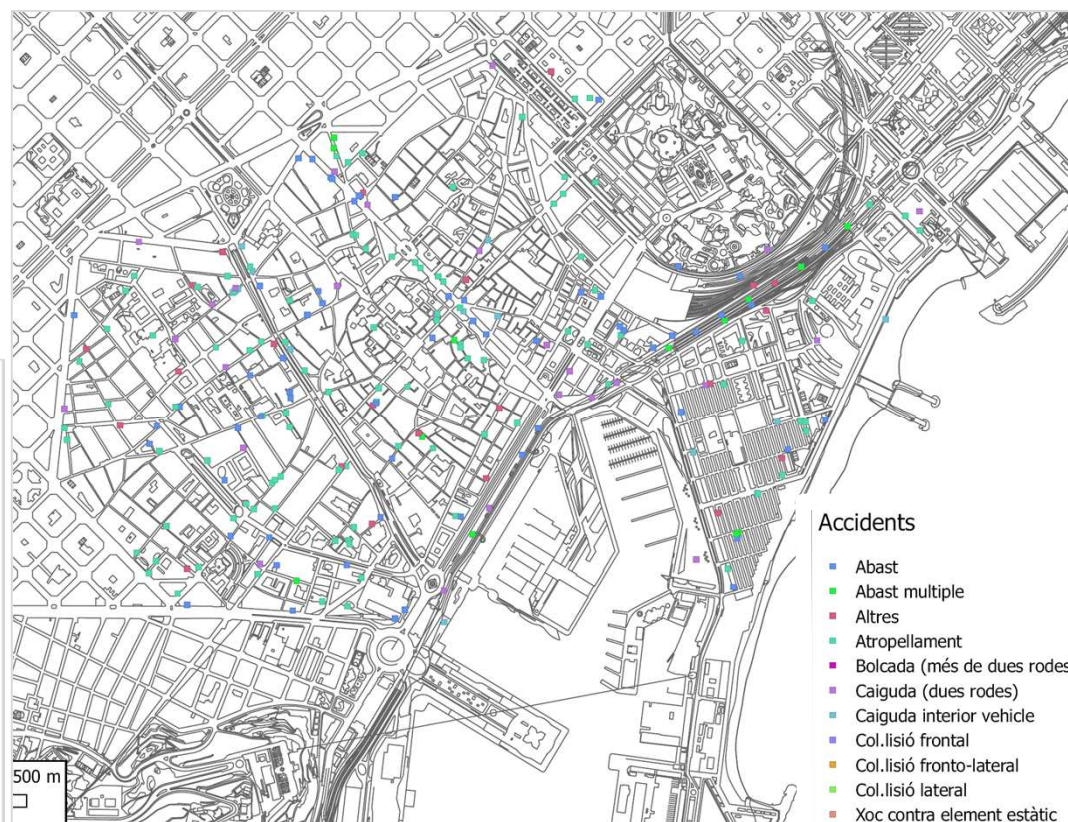 500 m
Accidents
Abast
Abast multiple
Altres
Atropellament
Bolcada (més de dues rodes
Caiguda (dues rodes)
Caiguda interior vehicle
Col.lisió frontal
Col.lisió fronto-lateral
Col.lisió lateral
Xoc contra element estàtic